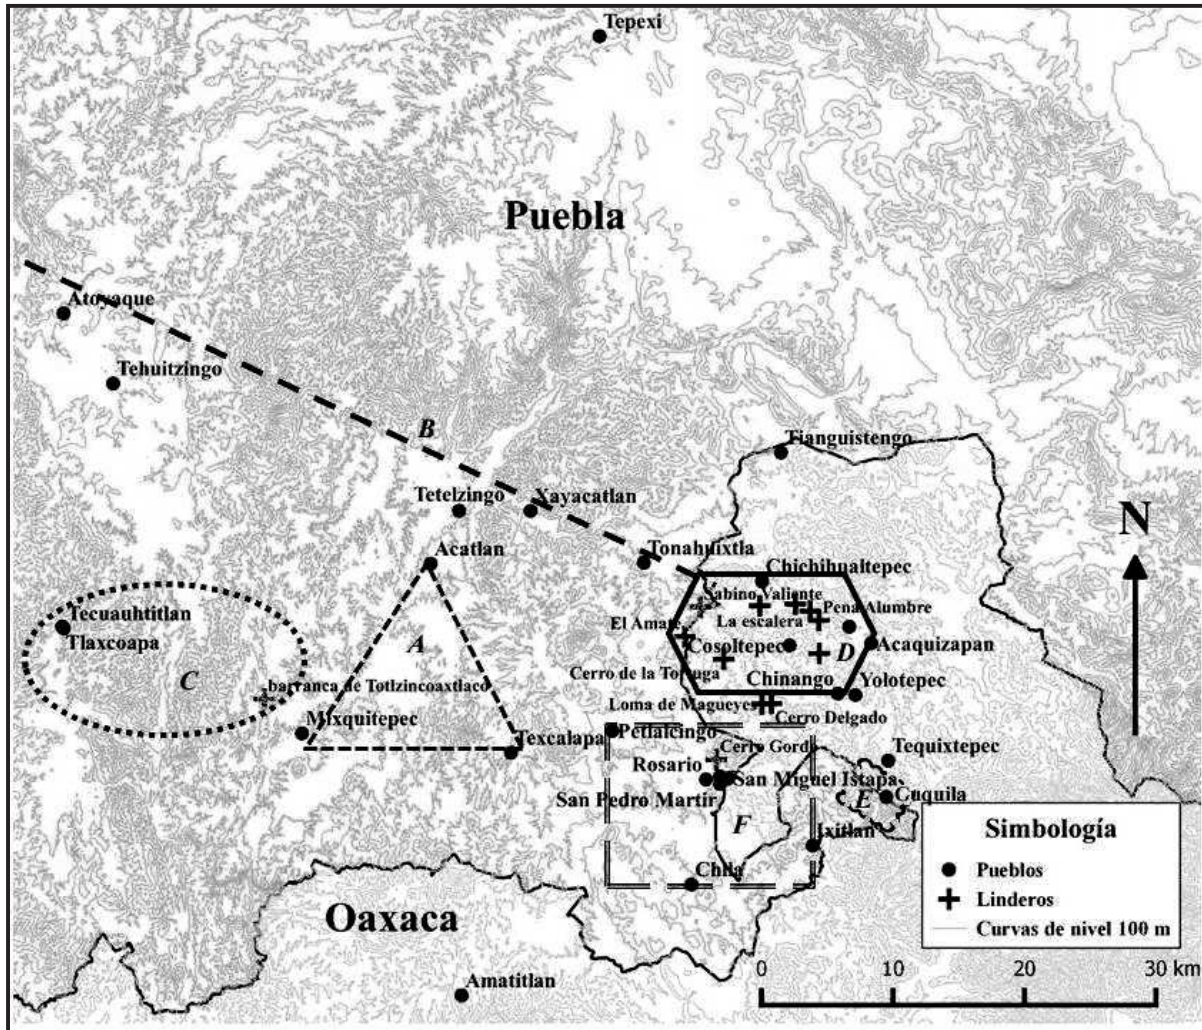 Tepexi
Puebla
Atoyaque
Tehuitzingo
B
Tianguistengo
Tetelzingo
Xayacatlan
N
Tonahuixtla
Acatlan
Chichihualtepec
Sabino Valiente
Tecuauhtitlan
Pena Alumbre
El Amate
La escalera
Tlaxcoapa
A
Cosoltepec
D
Acaquizapan
Cerro de la Tortuga
C
barranca de Totlzincoaxtlaco
Chinango
Yolotepec
Loma de Magueyes
Cerro Delgado
Mixquitepec
Texcalapa
Petlalcingo
Cerro Gordo
Tequixtepec
Rosario
San Miguel Istapa
San Pedro Martir
Cuquila
E
F
Ixitlan
Simbología
Chila
Pueblos
Linderos
Curvas de nivel 100 m
Oaxaca
Amatitlan
0 10 20 30 km